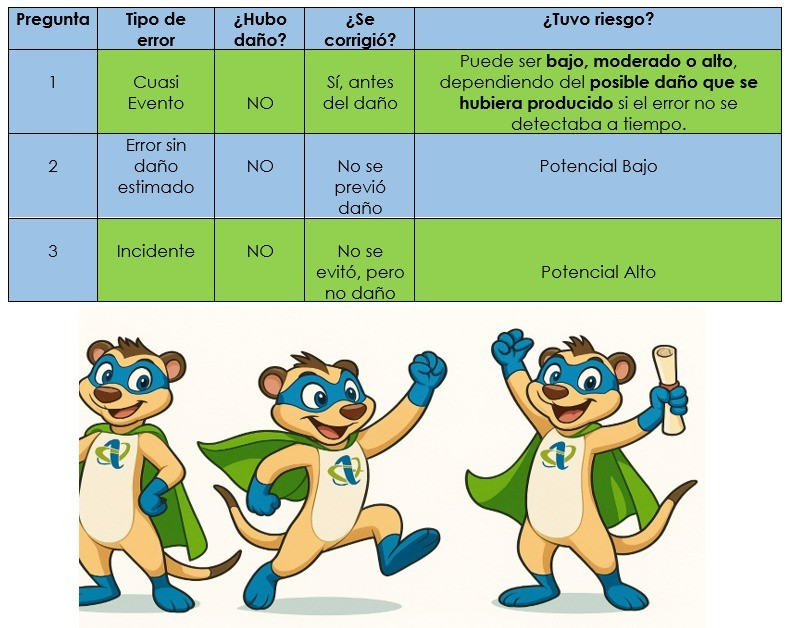 Pregunta Tipo de error ¿Hubo daño? ¿Se corrigió? ¿Tuvo riesgo?
1 Cuasi Evento NO Sí, antes del daño Puede ser bajo, moderado o alto, dependiendo del posible daño que se hubiera producido si el error no se detectaba a tiempo.
2 Error sin daño estimado NO No se previó daño Potencial Bajo
3 Incidente NO No se evitó, pero no daño Potencial Alto